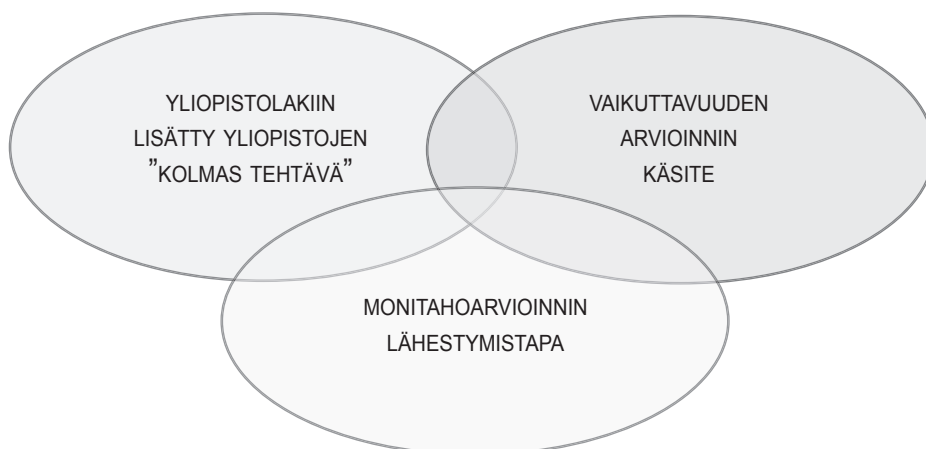 YLIOPISTOLAKIIN
LISÄTTY YLIOPISTOJEN
”KOLMAS TEHTÄVÄ”
VAIKUTTAVUUDEN
ARVIOINNIN
KÄSITE
MONITAHOARVIOINNIN
LÄHESTYMISTAPA